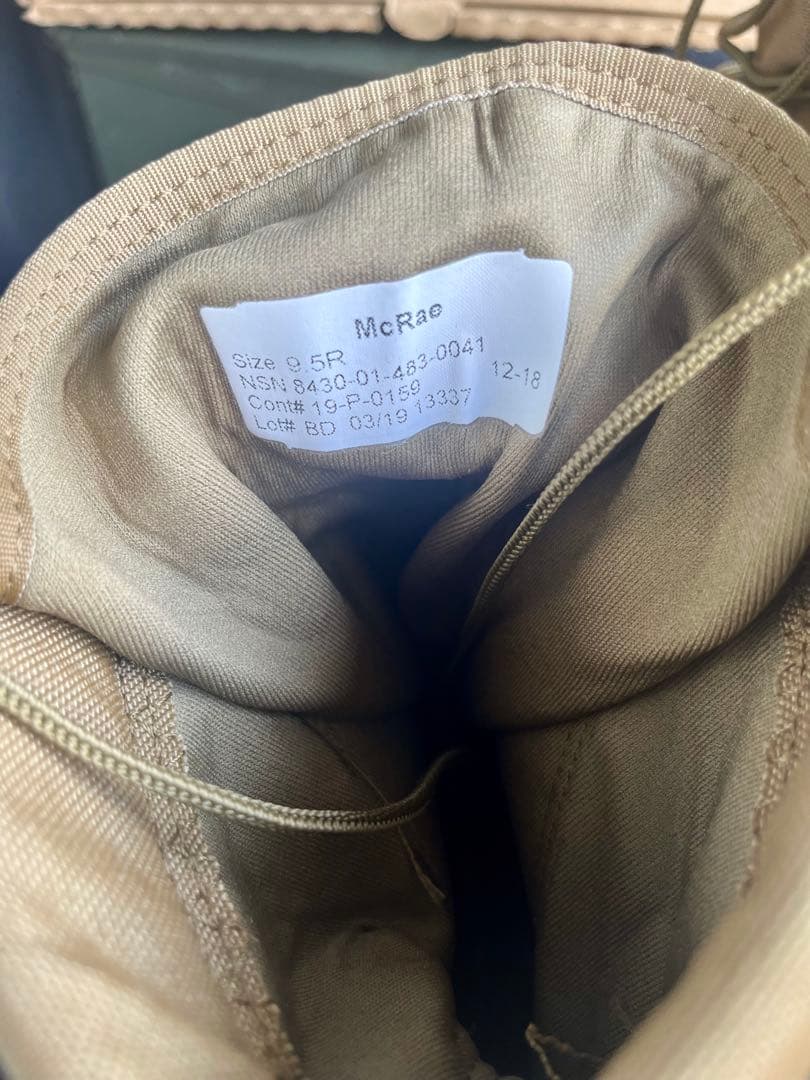 McRae
Size 9.5R
NSN 8430-01-483-0041
Cont# 19-P-0159 12-18
Lot# BD 03/19 13337